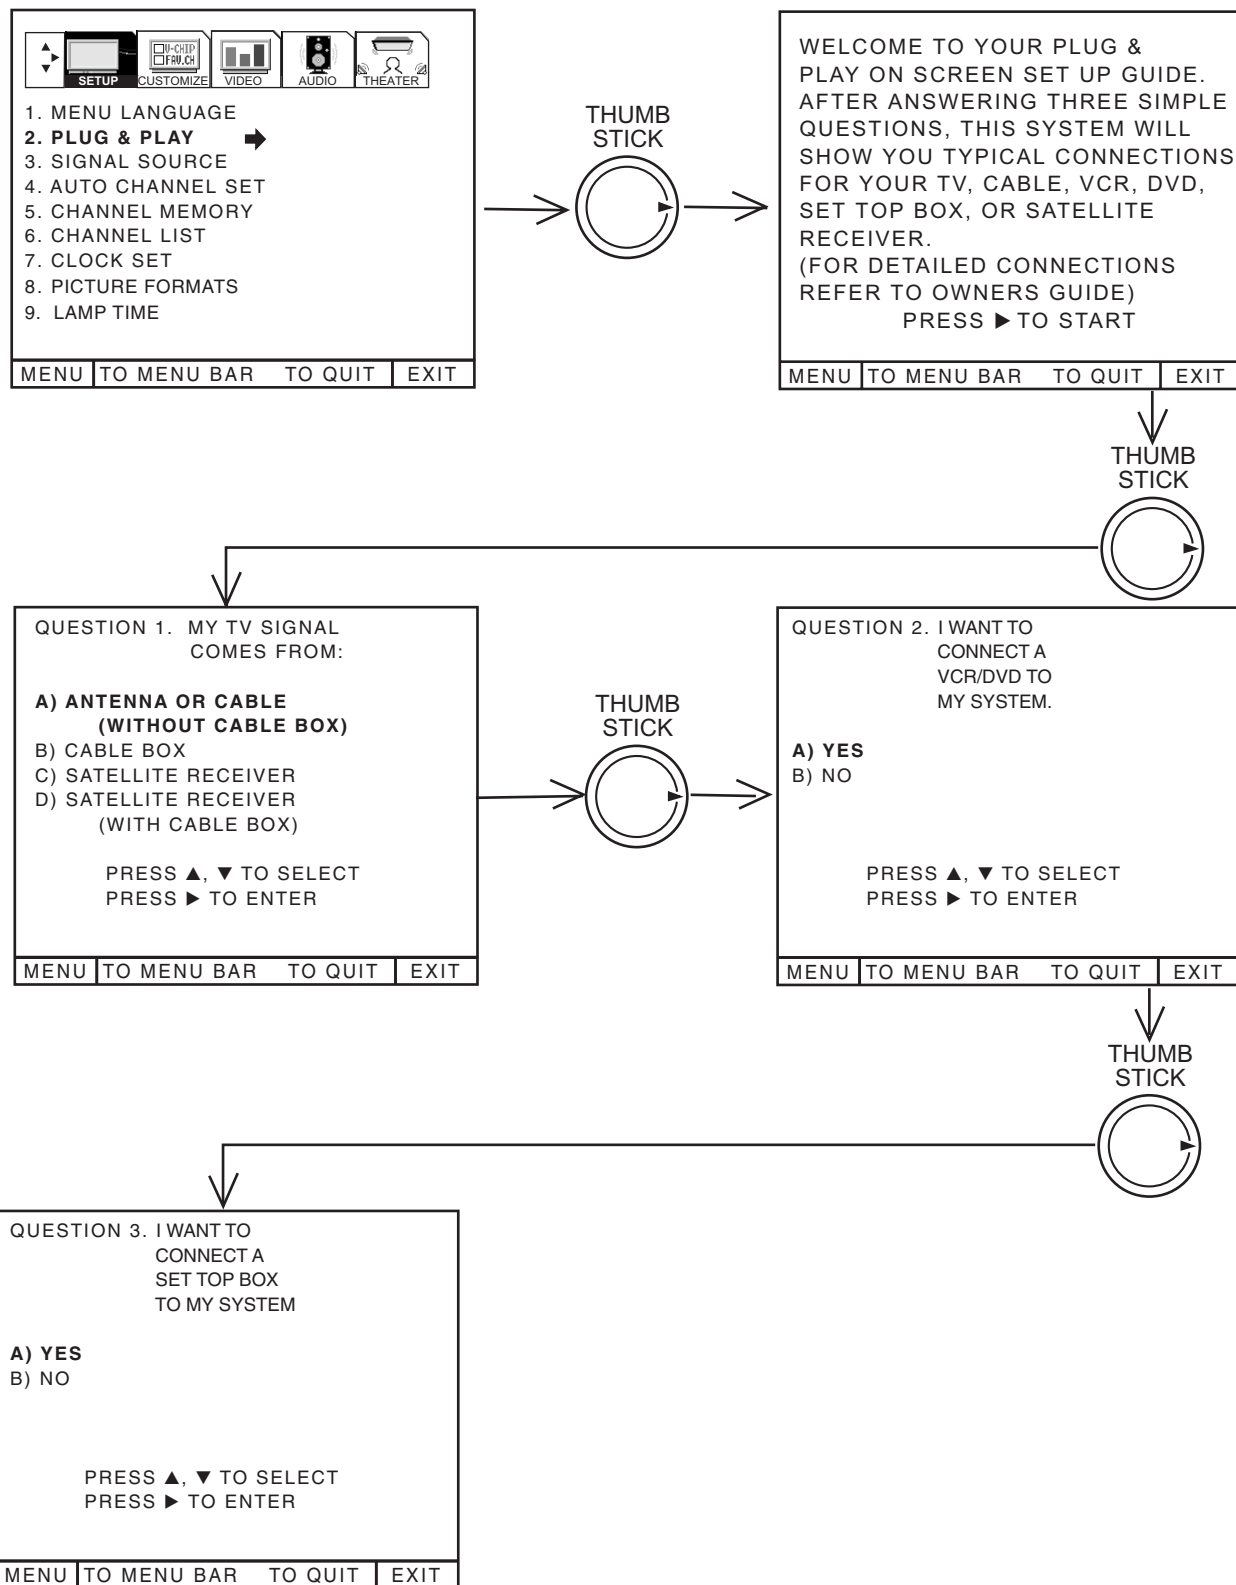 V-CHIP
FAV.CH
SETUP CUSTOMIZE VIDEO AUDIO THEATER
1. MENU LANGUAGE
2. PLUG & PLAY
3. SIGNAL SOURCE
4. AUTO CHANNEL SET
5. CHANNEL MEMORY
6. CHANNEL LIST
7. CLOCK SET
8. PICTURE FORMATS
9. LAMP TIME
MENU TO MENU BAR TO QUIT EXIT
THUMB
STICK
WELCOME TO YOUR PLUG &
PLAY ON SCREEN SET UP GUIDE.
AFTER ANSWERING THREE SIMPLE
QUESTIONS, THIS SYSTEM WILL
SHOW YOU TYPICAL CONNECTIONS
FOR YOUR TV, CABLE, VCR, DVD,
SET TOP BOX, OR SATELLITE
RECEIVER.
(FOR DETAILED CONNECTIONS
REFER TO OWNERS GUIDE)
PRESS ▶ TO START
MENU TO MENU BAR TO QUIT EXIT
THUMB
STICK
QUESTION 1. MY TV SIGNAL
COMES FROM:
A) ANTENNA OR CABLE
(WITHOUT CABLE BOX)
B) CABLE BOX
C) SATELLITE RECEIVER
D) SATELLITE RECEIVER
(WITH CABLE BOX)
PRESS ▲, ▼ TO SELECT
PRESS ▶ TO ENTER
MENU TO MENU BAR TO QUIT EXIT
THUMB
STICK
QUESTION 2. I WANT TO
CONNECT A
VCR/DVD TO
MY SYSTEM.
A) YES
B) NO
PRESS ▲, ▼ TO SELECT
PRESS ▶ TO ENTER
MENU TO MENU BAR TO QUIT EXIT
THUMB
STICK
QUESTION 3. I WANT TO
CONNECT A
SET TOP BOX
TO MY SYSTEM
A) YES
B) NO
PRESS ▲, ▼ TO SELECT
PRESS ▶ TO ENTER
MENU TO MENU BAR TO QUIT EXIT